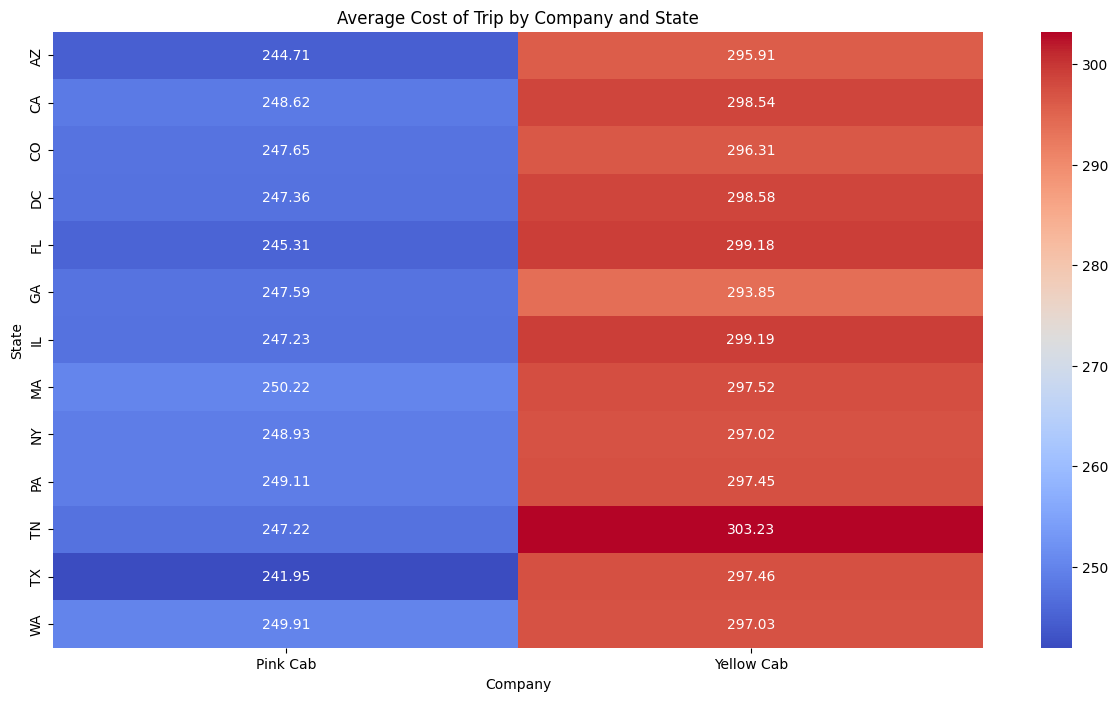 Average Cost of Trip by Company and State
AZ 244.71 295.91
CA 248.62 298.54
CO 247.65 296.31
DC 247.36 298.58
FL 245.31 299.18
GA 247.59 293.85
IL 247.23 299.19
MA 250.22 297.52
NY 248.93 297.02
PA 249.11 297.45
TN 247.22 303.23
TX 241.95 297.46
WA 249.91 297.03
State
Pink Cab Yellow Cab
Company
300
290
280
270
260
250